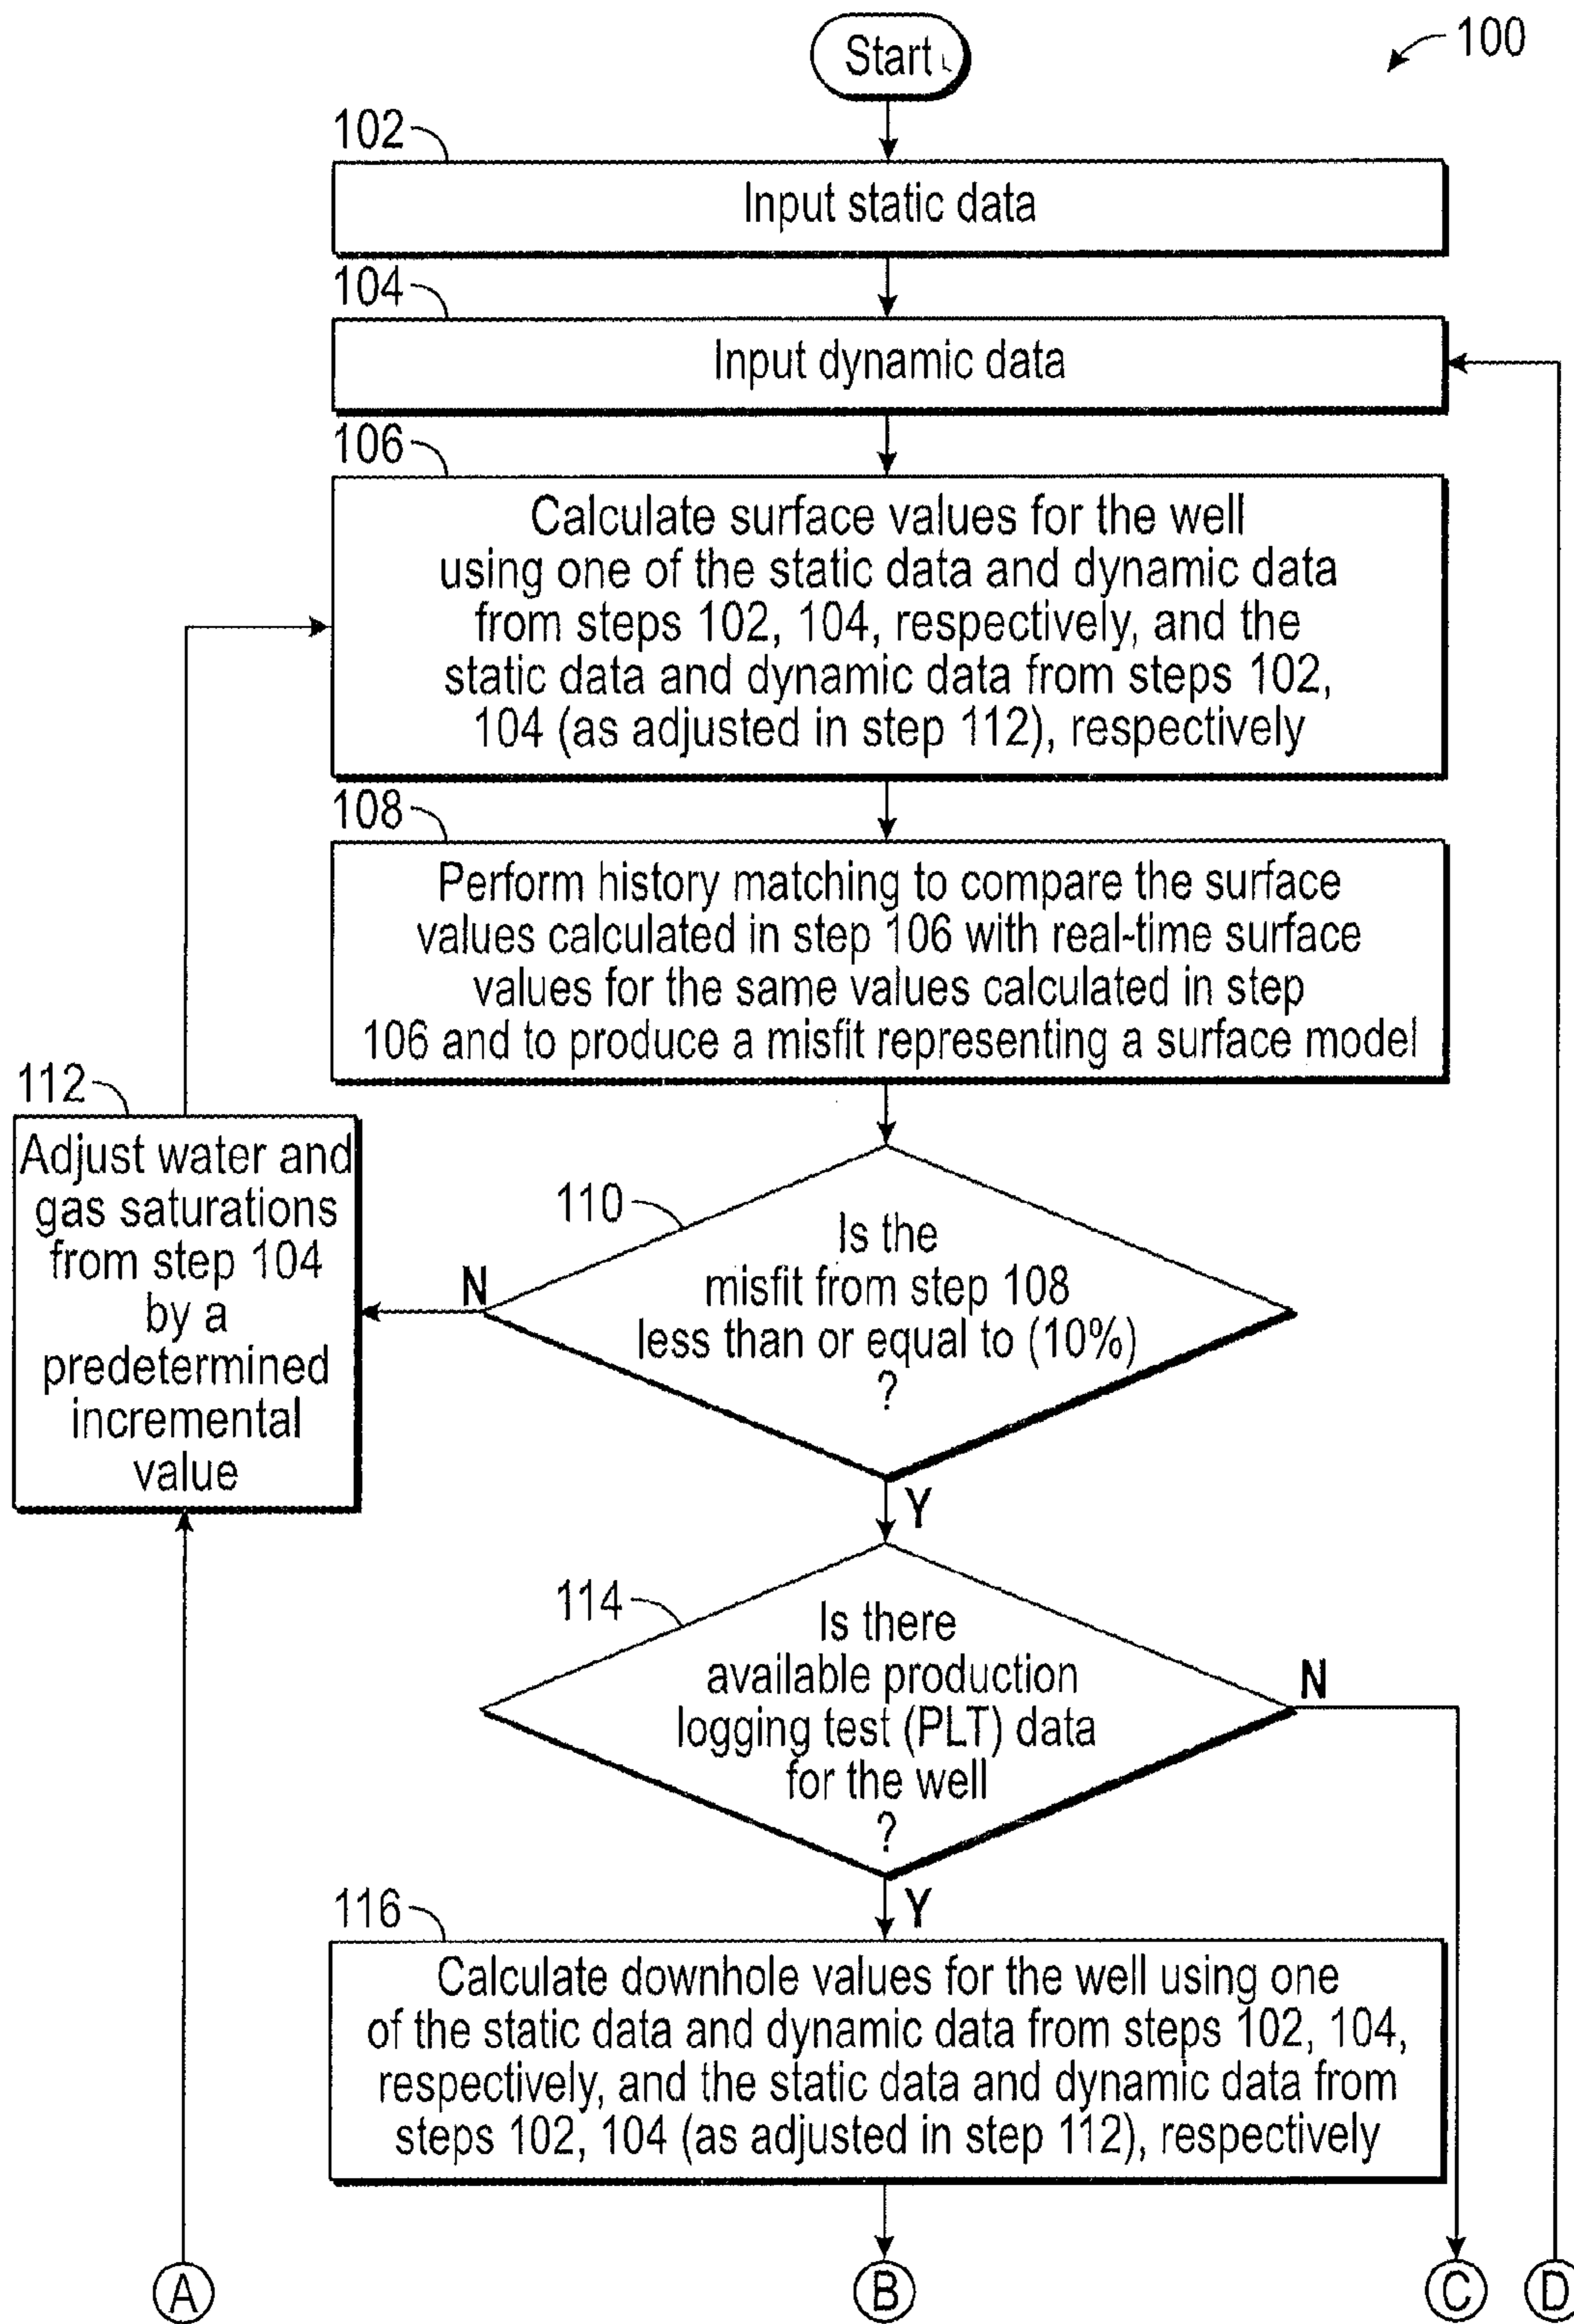 Start
100
102
Input static data
104
Input dynamic data
106
Calculate surface values for the well
using one of the static data and dynamic data
from steps 102, 104, respectively, and the
static data and dynamic data from steps 102,
104 (as adjusted in step 112), respectively
108
Perform history matching to compare the surface
values calculated in step 106 with real-time surface
values for the same values calculated in step
106 and to produce a misfit representing a surface model
112
Adjust water and
gas saturations
from step 104
by a
predetermined
incremental
value
110
Is the
misfit from step 108
less than or equal to (10%)
?
N
Y
114
Is there
available production
logging test (PLT) data
for the well
?
N
Y
116
Calculate downhole values for the well using one
of the static data and dynamic data from steps 102, 104,
respectively, and the static data and dynamic data from
steps 102, 104 (as adjusted in step 112), respectively
A
B
C
D